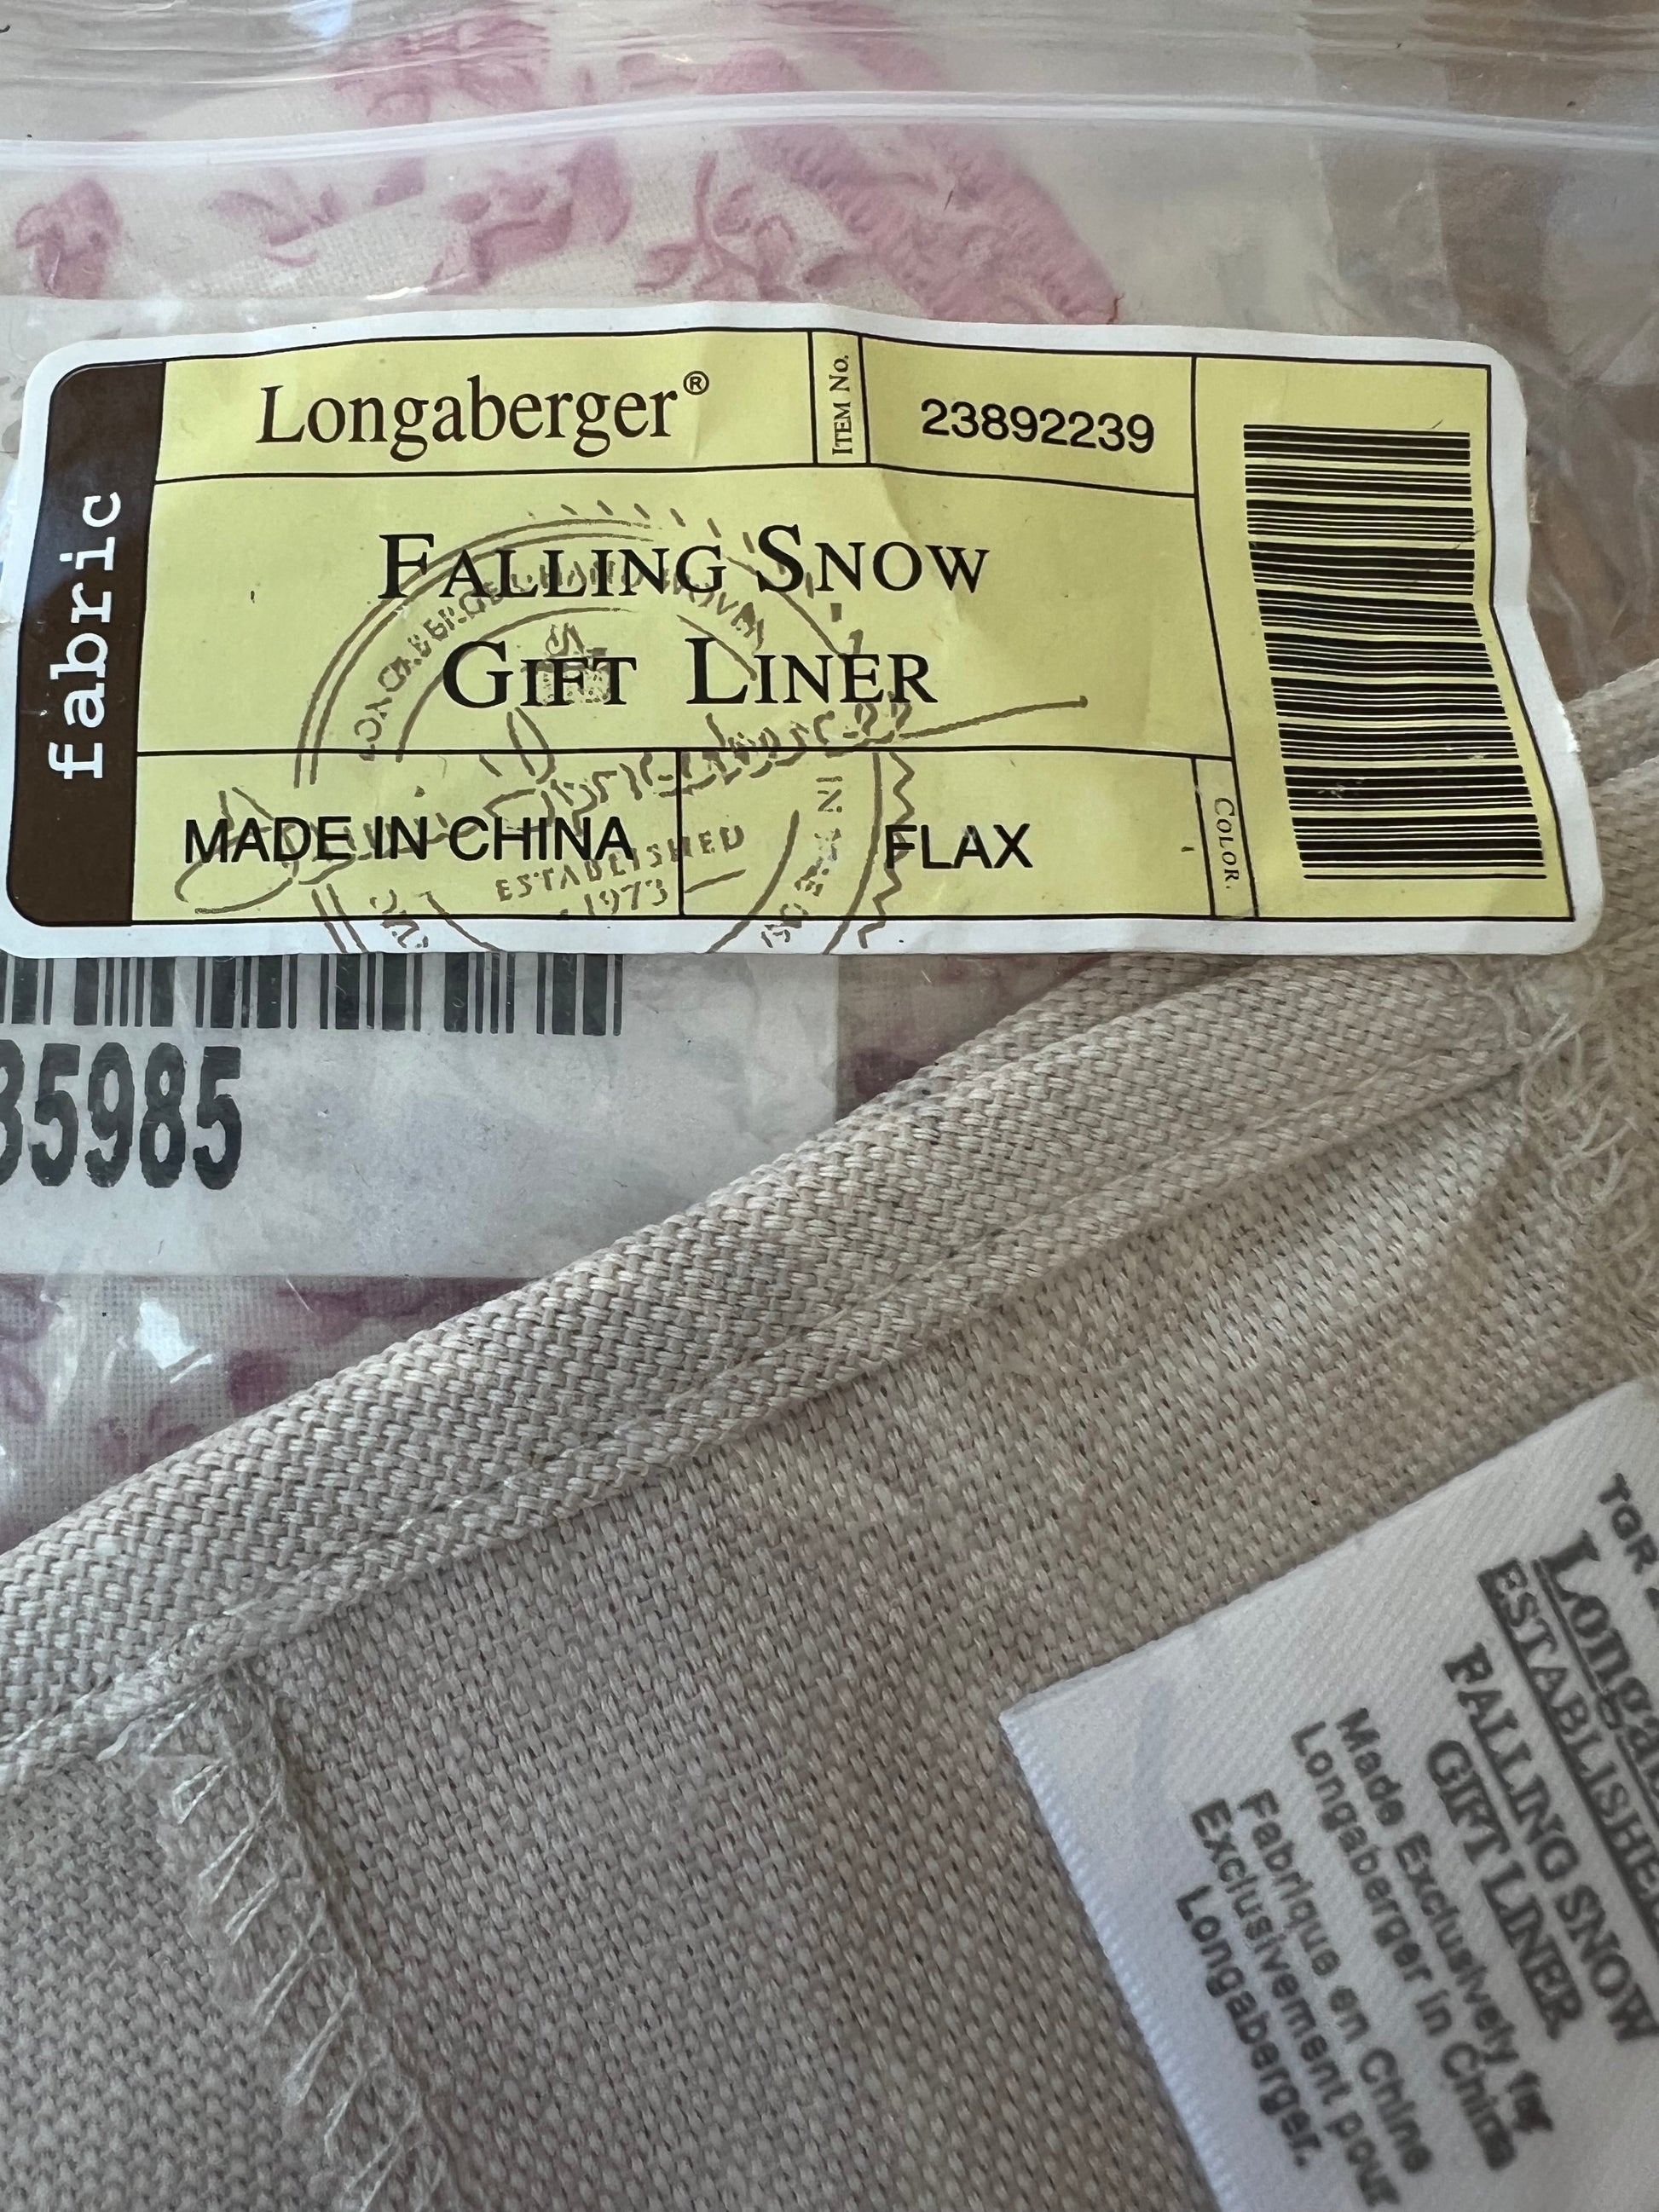 fabric
Longaberger®
ITEM No.
23892239
FALLING SNOW
GIFT LINER
MADE IN CHINA
FLAX
COLOR.
ESTABLISHED
1973
35985
TGR
ESTABLISHED
FALLING SNOW
GIFT LINER
Made Exclusively for
Longaberger in China
Fabrique en Chine
Exclusivement pour
Longaberger.